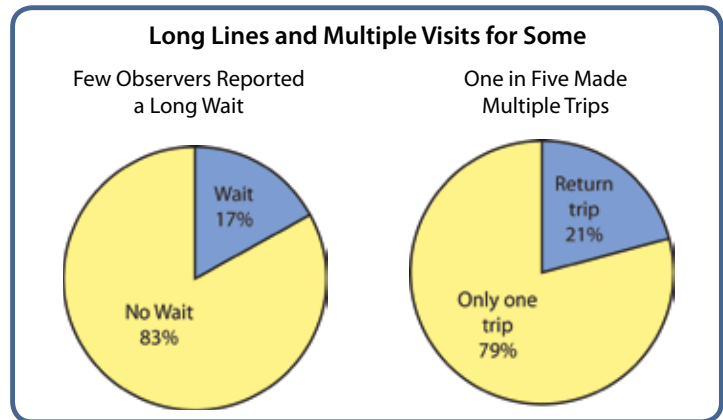 Long Lines and Multiple Visits for Some
Few Observers Reported
a Long Wait
Wait
17%
No Wait
83%
One in Five Made
Multiple Trips
Return
trip
21%
Only one
trip
79%